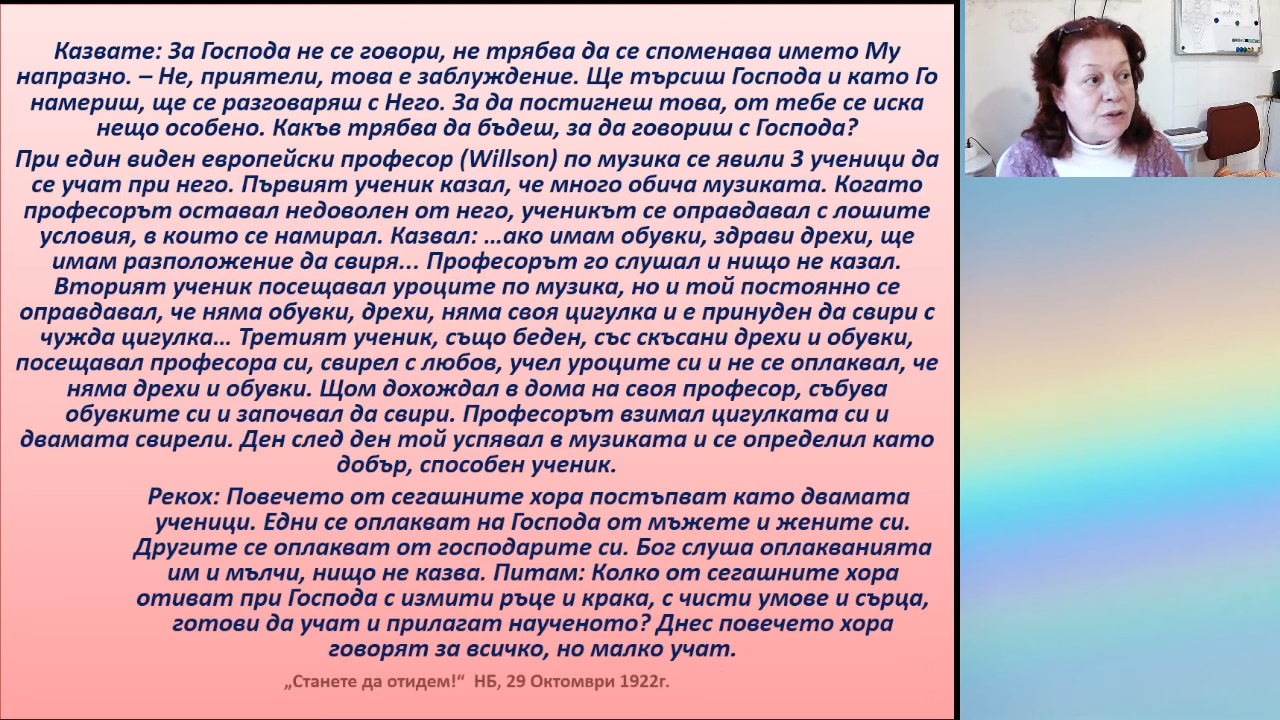 Казвате: За Господа не се говори, не трябва да се споменава името Му
напразно. – Не, приятели, това е заблуждение. Ще търсиш Господа и като Го
намериш, ще се разговаряш с Него. За да постигнеш това, от тебе се иска
нещо особено. Какъв трябва да бъдеш, за да говориш с Господа?
При един виден европейски професор (Willson) по музика се явили 3 ученици да
се учат при него. Първият ученик казал, че много обича музиката. Когато
професорът оставал недоволен от него, ученикът се оправдавал с лошите
условия, в които се намирал. Казвал: …ако имам обувки, здрави дрехи, ще
имам разположение да свиря... Професорът го слушал и нищо не казал.
Вторият ученик посещавал уроците по музика, но и той постоянно се
оправдавал, че няма обувки, дрехи, няма своя цигулка и е принуден да свири с
чужда цигулка… Третият ученик, също беден, със скъсани дрехи и обувки,
посещавал професора си, свирел с любов, учел уроците си и не се оплаквал, че
няма дрехи и обувки. Щом дохождал в дома на своя професор, събува
обувките си и започвал да свири. Професорът взимал цигулката си и
двамата свирели. Ден след ден той успявал в музиката и се определил като
добър, способен ученик.
Рекох: Повечето от сегашните хора постъпват като двамата
ученици. Едни се оплакват на Господа от мъжете и жените си.
Другите се оплакват от господарите си. Бог слуша оплакванията
им и мълчи, нищо не казва. Питам: Колко от сегашните хора
отиват при Господа с измити ръце и крака, с чисти умове и сърца,
готови да учат и прилагат наученото? Днес повечето хора
говорят за всичко, но малко учат.
„Станете да отидем!“ НБ, 29 Октомври 1922г.